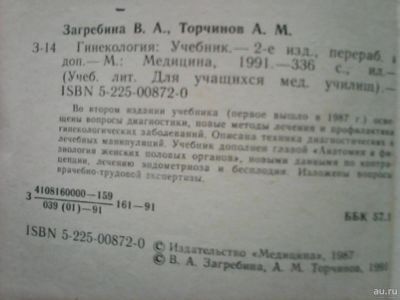 Загребина В. А., Торчинов А. М.
З-14 Гинекология: Учебник.— 2-е изд., перераб. и
доп.— М.: Медицина, 1991.—336 с., ил.—
(Учеб. лит. Для учащихся мед. училищ).—
ISBN 5-225-00872-0
Во втором издании учебника (первое вышло в 1987 г.) осве-
щены вопросы диагностики, новые методы лечения и профилактики
гинекологических заболеваний. Описана техника диагностических и
лечебных манипуляций. Учебник дополнен главой «Анатомия и фи-
зиология женских половых органов», новыми данными по контра-
цепции, лечению эндометриоза и бесплодия. Изложены вопросы
врачебно-трудовой экспертизы.
З 4108160000—159
039 (01)—91 161—91
ББК 57.1
ISBN 5-225-00872-0
© Издательство «Медицина», 1987
© В. А. Загребина, А. М. Торчинов, 1991
au.ru